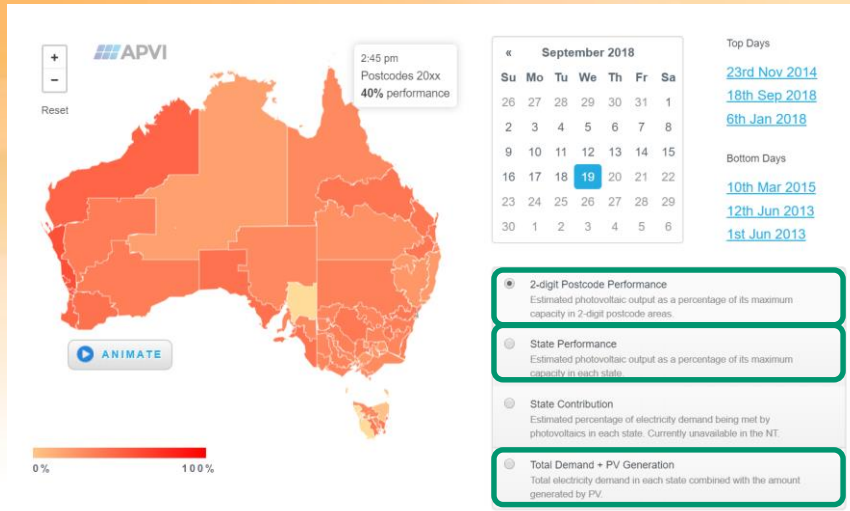 +
−
Reset
APVI
2:45 pm
Postcodes 20xx
40% performance
ANIMATE
0%
100%
« September 2018
Su Mo Tu We Th Fr Sa
26 27 28 29 30 31 1
2 3 4 5 6 7 8
9 10 11 12 13 14 15
16 17 18 19 20 21 22
23 24 25 26 27 28 29
30 1 2 3 4 5 6
Top Days
23rd Nov 2014
18th Sep 2018
6th Jan 2018
Bottom Days
10th Mar 2015
12th Jun 2013
1st Jun 2013
2-digit Postcode Performance
Estimated photovoltaic output as a percentage of its maximum
capacity in 2-digit postcode areas.
State Performance
Estimated photovoltaic output as a percentage of its maximum
capacity in each state.
State Contribution
Estimated percentage of electricity demand being met by
photovoltaics in each state. Currently unavailable in the NT.
Total Demand + PV Generation
Total electricity demand in each state combined with the amount
generated by PV.